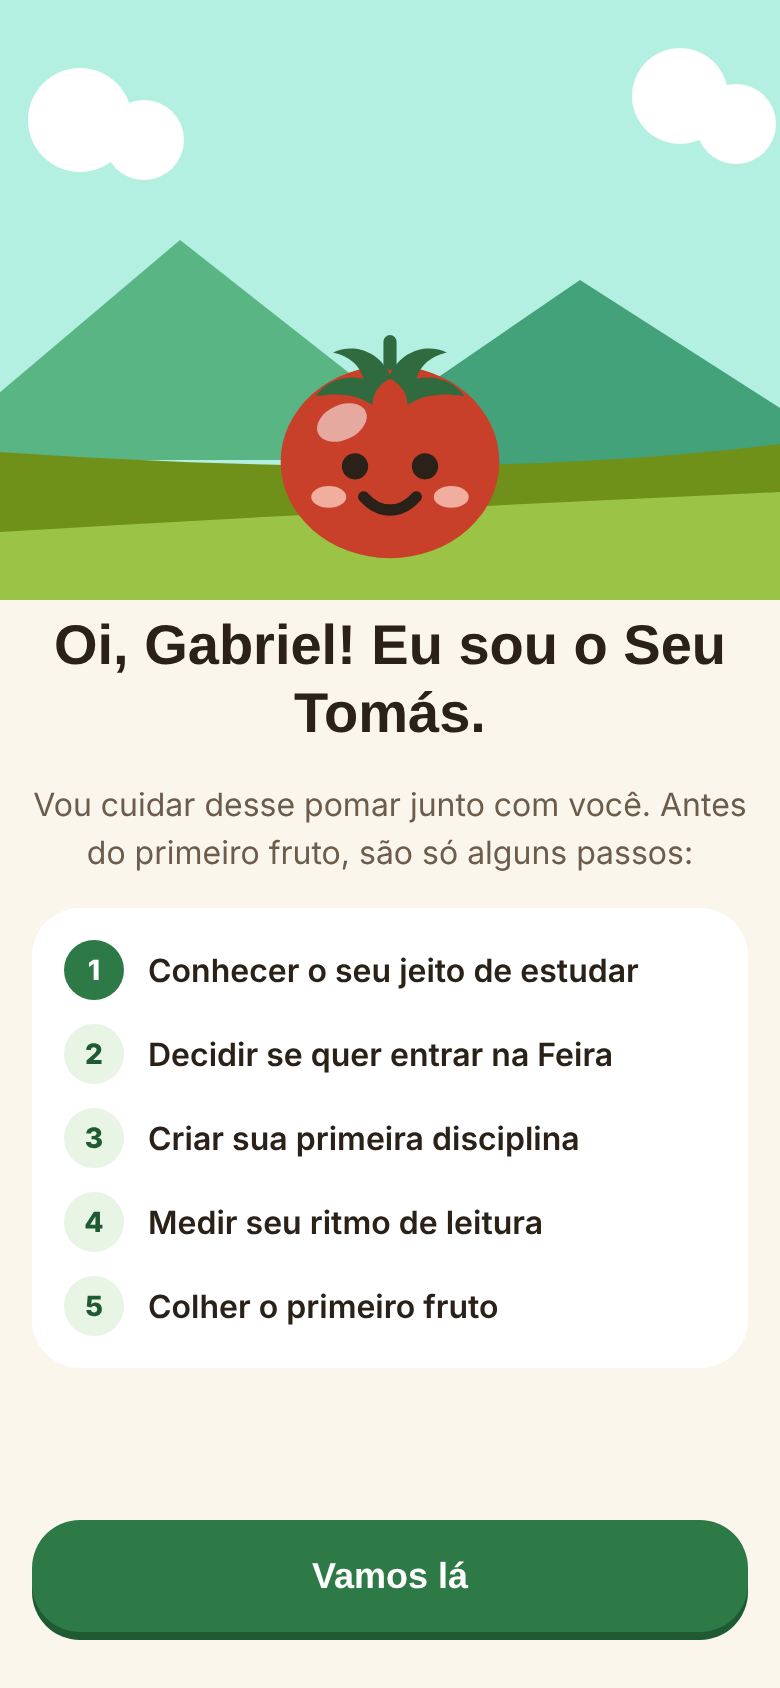 Oi, Gabriel! Eu sou o Seu
Tomás.
Vou cuidar desse pomar junto com você. Antes
do primeiro fruto, são só alguns passos:
1 Conhecer o seu jeito de estudar
2 Decidir se quer entrar na Feira
3 Criar sua primeira disciplina
4 Medir seu ritmo de leitura
5 Colher o primeiro fruto
Vamos lá